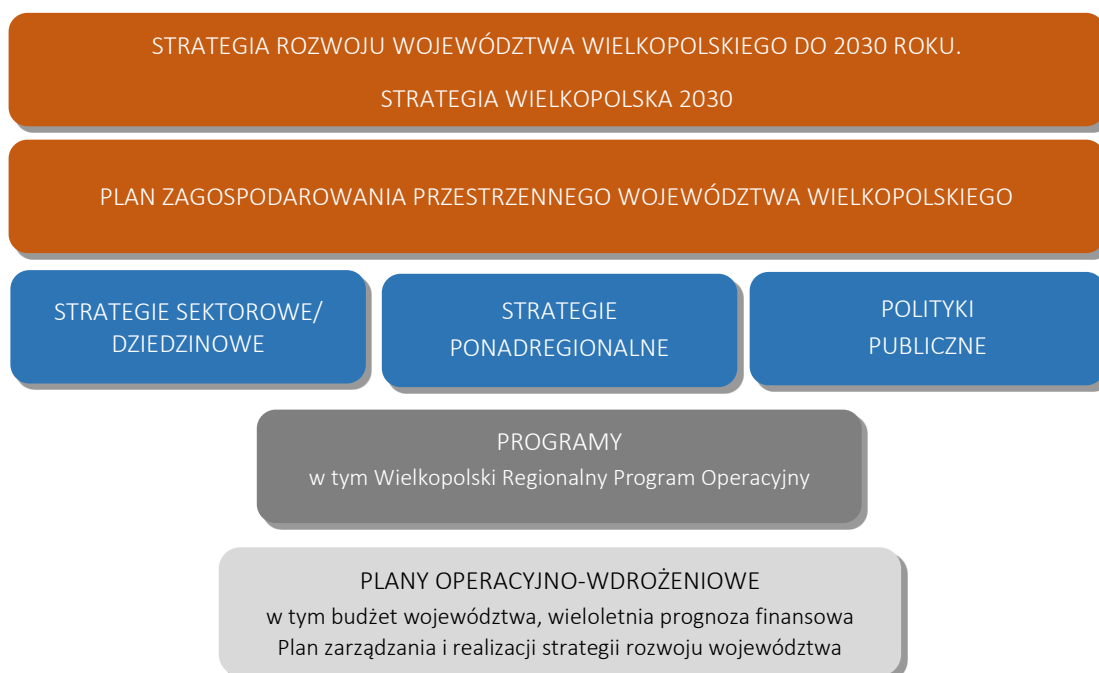 STRATEGIA ROZWOJU WOJEWÓDZTWA WIELKOPOLSKIEGO DO 2030 ROKU.
STRATEGIA WIELKOPOLSKA 2030
PLAN ZAGOSPODAROWANIA PRZESTRZENNEGO WOJEWÓDZTWA WIELKOPOLSKIEGO
STRATEGIE SEKTOROWE/
DZIEDZINOWE
STRATEGIE
PONADREGIONALNE
POLITYKI
PUBLICZNE
PROGRAMY
w tym Wielkopolski Regionalny Program Operacyjny
PLANY OPERACYJNO-WDROŻENIOWE
w tym budżet województwa, wieloletnia prognoza finansowa
Plan zarządzania i realizacji strategii rozwoju województwa